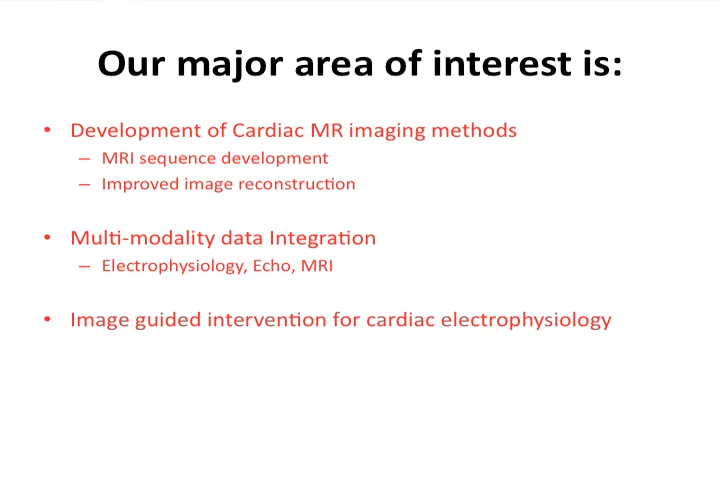 Our major area of interest is:
• Development of Cardiac MR imaging methods
– MRI sequence development
– Improved image reconstruction
• Multi-modality data Integration
– Electrophysiology, Echo, MRI
• Image guided intervention for cardiac electrophysiology